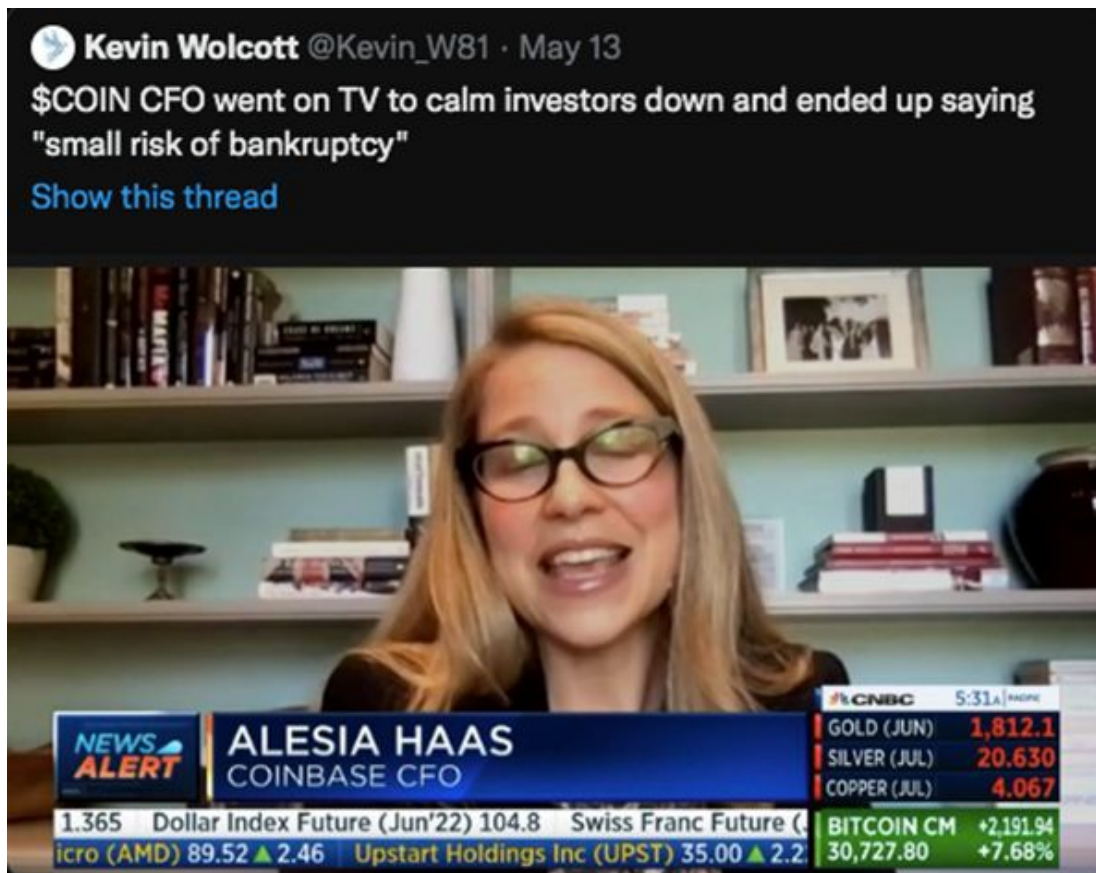 Kevin Wolcott @Kevin_W81 · May 13
$COIN CFO went on TV to calm investors down and ended up saying
"small risk of bankruptcy"
Show this thread
MAFIA
NEWS
ALERT
ALESIA HAAS
COINBASE CFO
CNBC 5:31A PACIFIC
GOLD (JUN) 1,812.1
SILVER (JUL) 20.630
COPPER (JUL) 4.067
BITCOIN CM +2,191.94
30,727.80 +7.68%
1.365 Dollar Index Future (Jun'22) 104.8 Swiss Franc Future (
icro (AMD) 89.52 ▲ 2.46 Upstart Holdings Inc (UPST) 35.00 ▲ 2.2